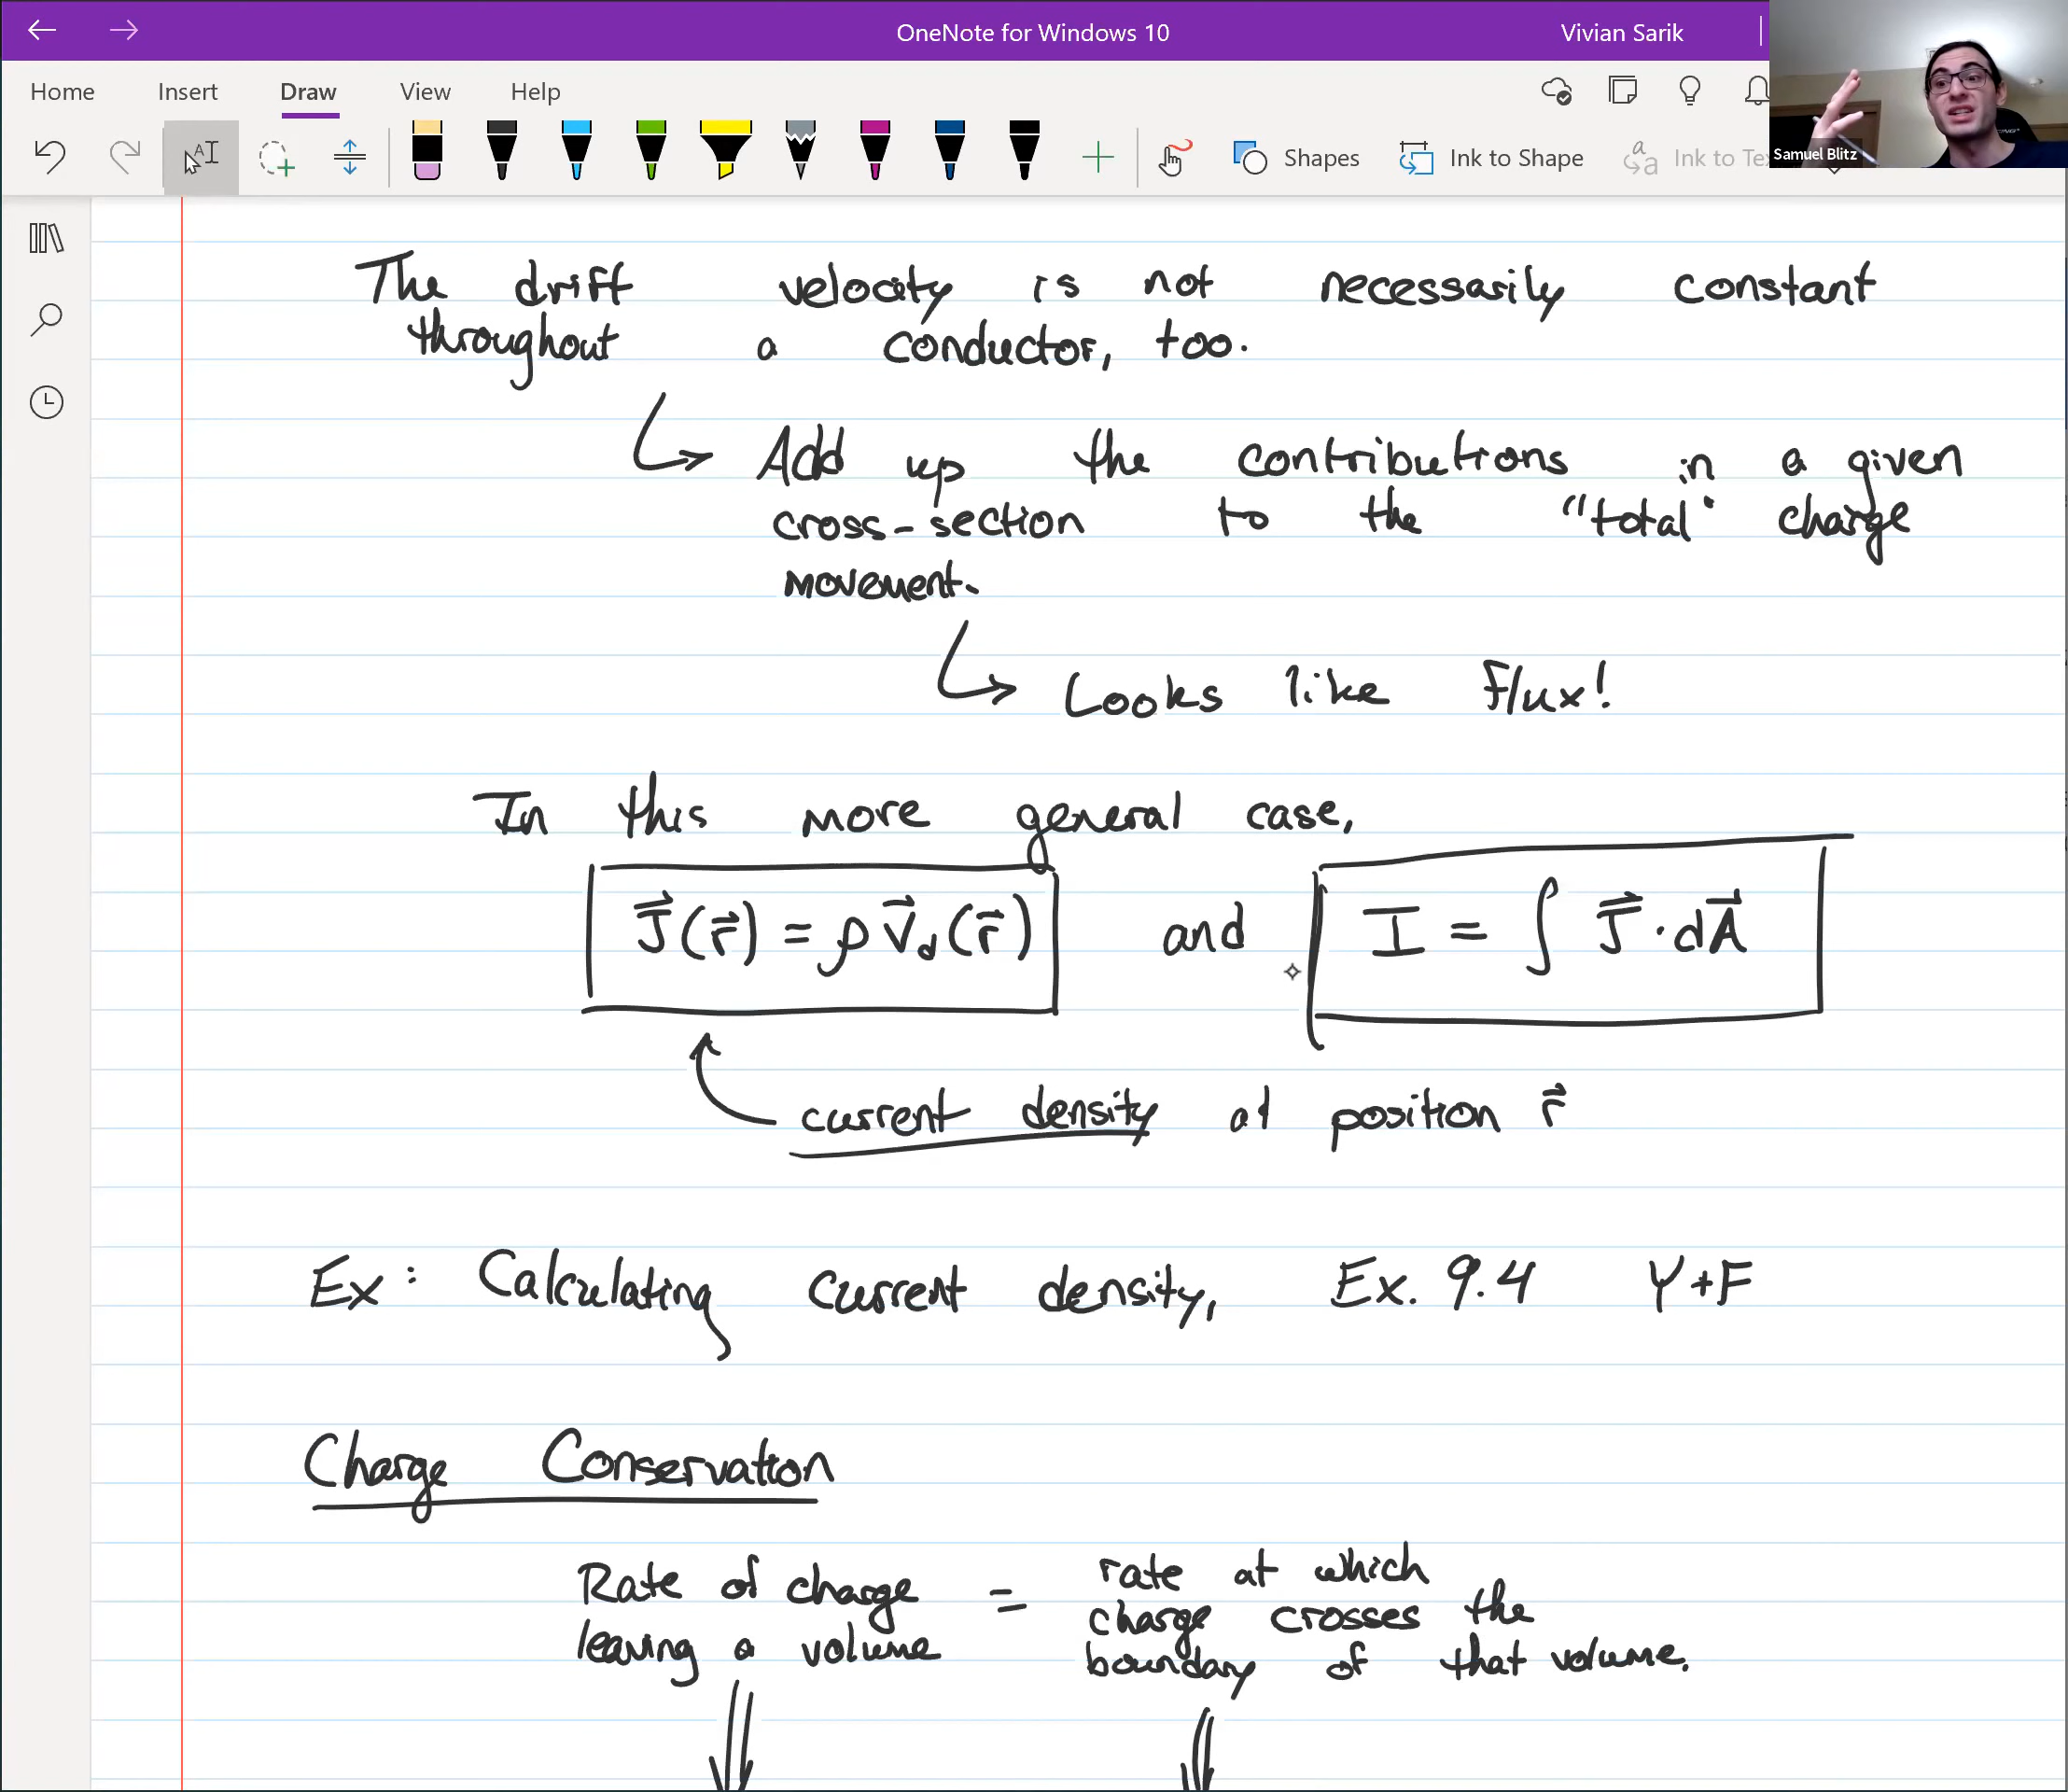 OneNote for Windows 10
Vivian Sarik
Home Insert Draw View Help
Shapes Ink to Shape Ink to Te
Samuel Blitz
The drift velocity is not necessarily constant
throughout a conductor, too.
Add up the contributions in a given
cross-section to the "total" charge
movement.
Looks like flux!
In this more general case,
J⃗(r⃗) = ρ v⃗_d(r⃗) and I = ∫ J⃗ · dA⃗
current density at position r⃗
Ex: Calculating current density, Ex. 9.4 Y+F
Charge Conservation
Rate of charge = rate at which
leaving a volume charge crosses the
boundary of that volume.